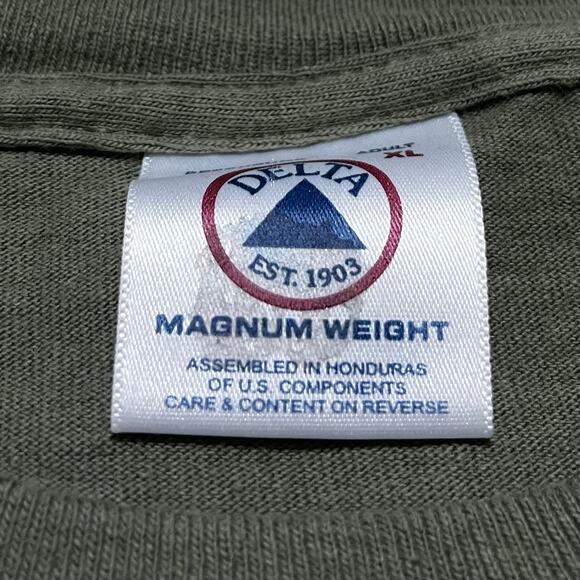 ADULT
XL
DELTA
EST. 1903
MAGNUM WEIGHT
ASSEMBLED IN HONDURAS
OF U.S. COMPONENTS
CARE & CONTENT ON REVERSE